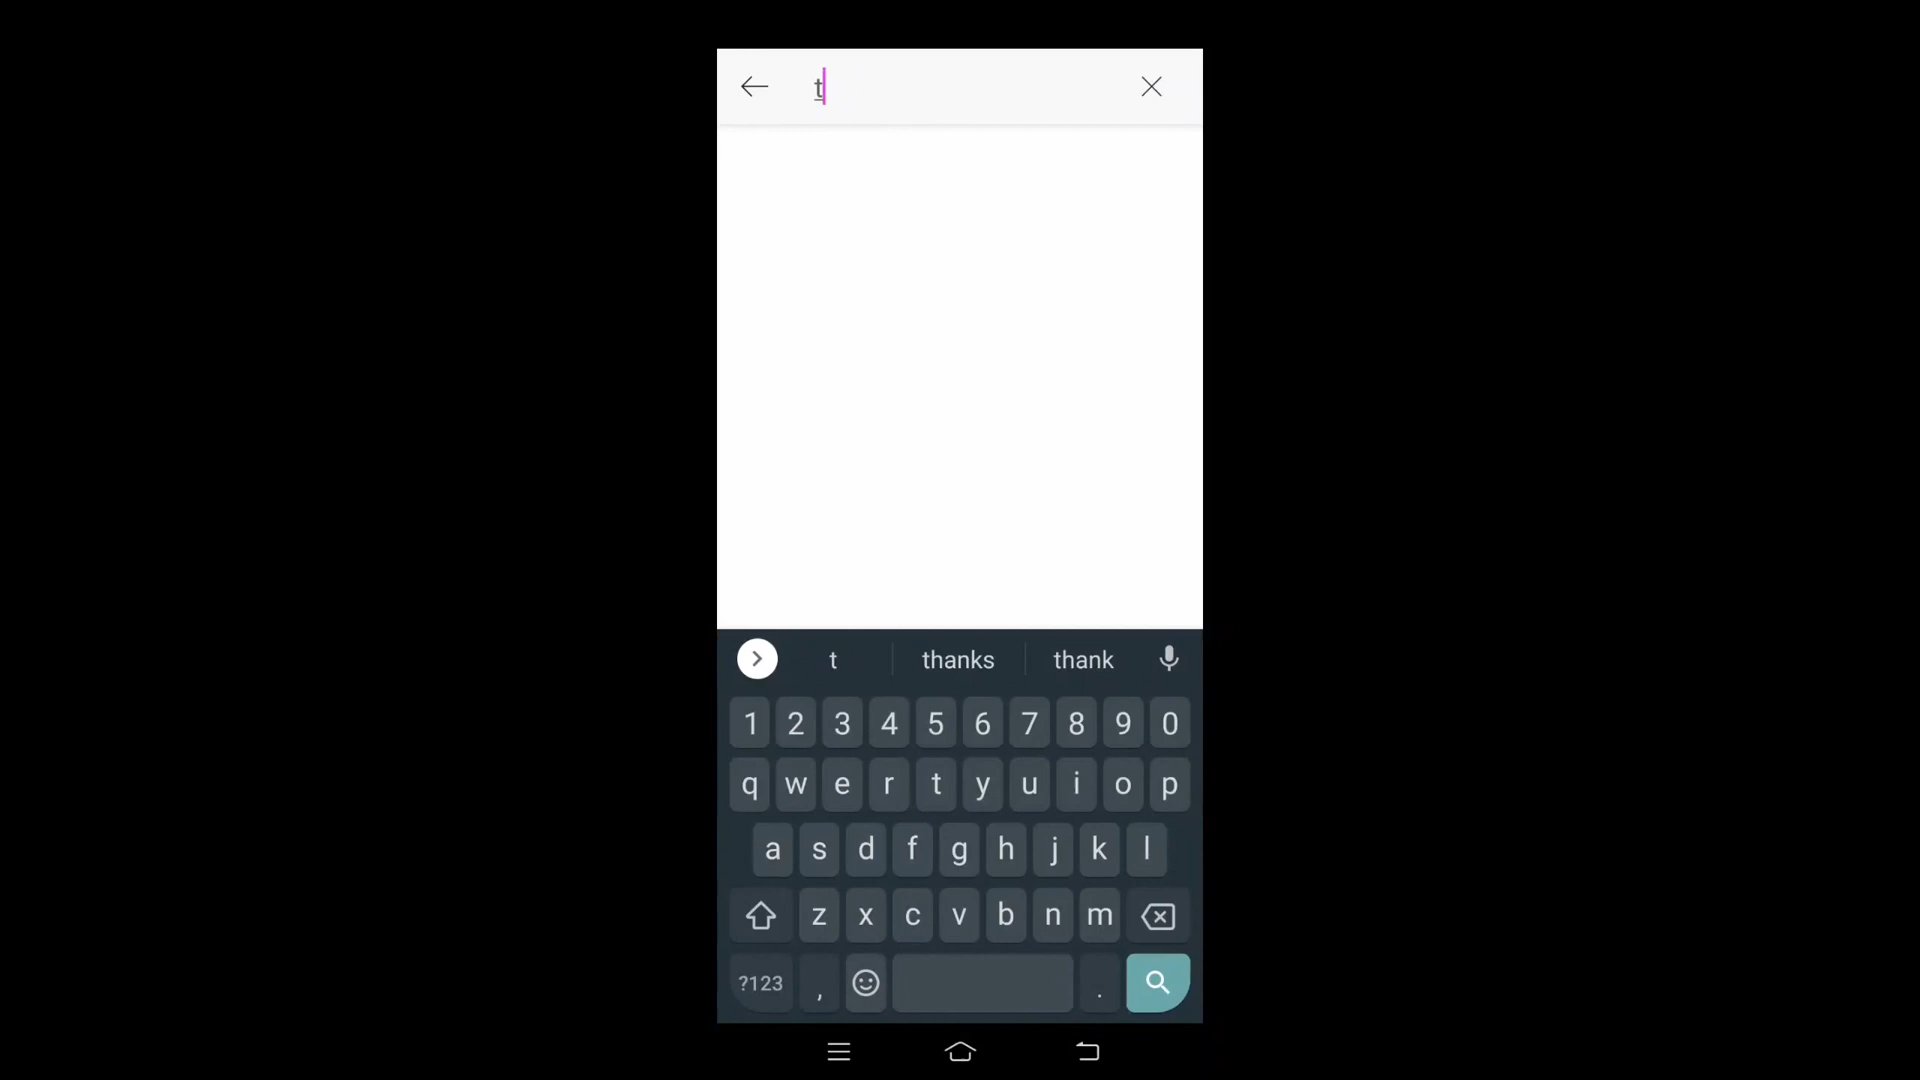 t
t thanks thank
1 2 3 4 5 6 7 8 9 0
q w e r t y u i o p
a s d f g h j k l
z x c v b n m
?123 , .